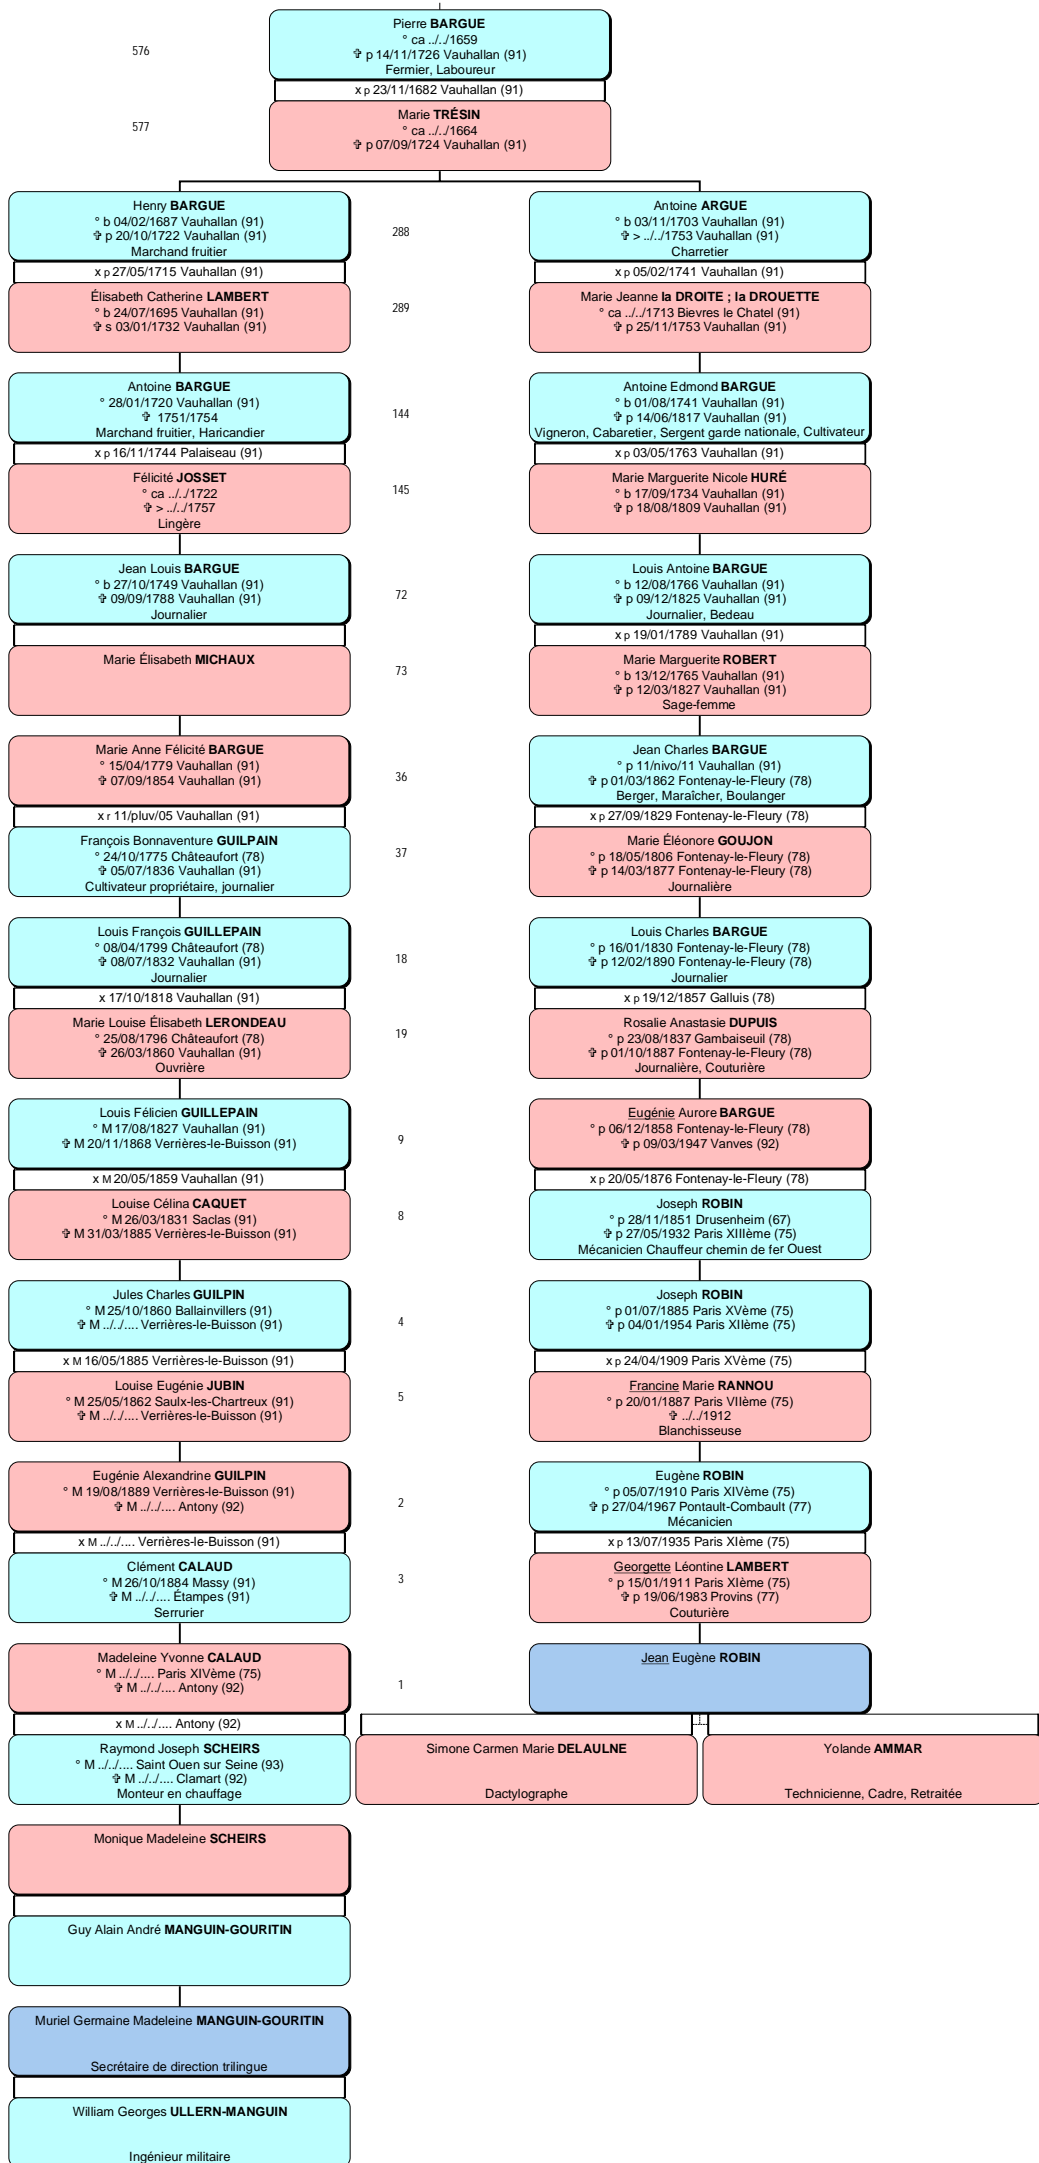 576
Pierre BARGUE
° ca ../../1659
✞ p 14/11/1726 Vauhallan (91)
Fermier, Laboureur
x p 23/11/1682 Vauhallan (91)
577
Marie TRÉSIN
° ca ../../1664
✞ p 07/09/1724 Vauhallan (91)
Henry BARGUE
° b 04/02/1687 Vauhallan (91)
✞ p 20/10/1722 Vauhallan (91)
Marchand fruitier
x p 27/05/1715 Vauhallan (91)
Élisabeth Catherine LAMBERT
° b 24/07/1695 Vauhallan (91)
✞ s 03/01/1732 Vauhallan (91)
288
289
Antoine ARGUE
° b 03/11/1703 Vauhallan (91)
✞ > ../../1753 Vauhallan (91)
Charretier
x p 05/02/1741 Vauhallan (91)
Marie Jeanne la DROITE ; la DROUETTE
° ca ../../1713 Bievres le Chatel (91)
✞ p 25/11/1753 Vauhallan (91)
Antoine BARGUE
° 28/01/1720 Vauhallan (91)
✞ 1751/1754
Marchand fruitier, Haricandier
x p 16/11/1744 Palaiseau (91)
Félicité JOSSET
° ca ../../1722
✞ > ../../1757
Lingère
144
145
Antoine Edmond BARGUE
° b 01/08/1741 Vauhallan (91)
✞ p 14/06/1817 Vauhallan (91)
Vigneron, Cabaretier, Sergent garde nationale, Cultivateur
x p 03/05/1763 Vauhallan (91)
Marie Marguerite Nicole HURÉ
° b 17/09/1734 Vauhallan (91)
✞ p 18/08/1809 Vauhallan (91)
Jean Louis BARGUE
° b 27/10/1749 Vauhallan (91)
✞ 09/09/1788 Vauhallan (91)
Journalier
Marie Élisabeth MICHAUX
72
73
Louis Antoine BARGUE
° b 12/08/1766 Vauhallan (91)
✞ p 09/12/1825 Vauhallan (91)
Journalier, Bedeau
x p 19/01/1789 Vauhallan (91)
Marie Marguerite ROBERT
° b 13/12/1765 Vauhallan (91)
✞ p 12/03/1827 Vauhallan (91)
Sage-femme
Marie Anne Félicité BARGUE
° 15/04/1779 Vauhallan (91)
✞ 07/09/1854 Vauhallan (91)
x r 11/pluv/05 Vauhallan (91)
François Bonnaventure GUILPAIN
° 24/10/1775 Châteaufort (78)
✞ 05/07/1836 Vauhallan (91)
Cultivateur propriétaire, journalier
36
37
Jean Charles BARGUE
° p 11/nivo/11 Vauhallan (91)
✞ p 01/03/1862 Fontenay-le-Fleury (78)
Berger, Maraîcher, Boulanger
x p 27/09/1829 Fontenay-le-Fleury (78)
Marie Éléonore GOUJON
° p 18/05/1806 Fontenay-le-Fleury (78)
✞ p 14/03/1877 Fontenay-le-Fleury (78)
Journalière
Louis François GUILLEPAIN
° 08/04/1799 Châteaufort (78)
✞ 08/07/1832 Vauhallan (91)
Journalier
x 17/10/1818 Vauhallan (91)
Marie Louise Élisabeth LERONDEAU
° 25/08/1796 Châteaufort (78)
✞ 26/03/1860 Vauhallan (91)
Ouvrière
18
19
Louis Charles BARGUE
° p 16/01/1830 Fontenay-le-Fleury (78)
✞ p 12/02/1890 Fontenay-le-Fleury (78)
Journalier
x p 19/12/1857 Galluis (78)
Rosalie Anastasie DUPUIS
° p 23/08/1837 Gambaiseuil (78)
✞ p 01/10/1887 Fontenay-le-Fleury (78)
Journalière, Couturière
Louis Félicien GUILLEPAIN
° M 17/08/1827 Vauhallan (91)
✞ M 20/11/1868 Verrières-le-Buisson (91)
x M 20/05/1859 Vauhallan (91)
Louise Célina CAQUET
° M 26/03/1831 Saclas (91)
✞ M 31/03/1885 Verrières-le-Buisson (91)
9
8
Eugénie Aurore BARGUE
° p 06/12/1858 Fontenay-le-Fleury (78)
✞ p 09/03/1947 Vanves (92)
x p 20/05/1876 Fontenay-le-Fleury (78)
Joseph ROBIN
° p 28/11/1851 Drusenheim (67)
✞ p 27/05/1932 Paris XIIIème (75)
Mécanicien Chauffeur chemin de fer Ouest
Jules Charles GUILPIN
° M 25/10/1860 Ballainvillers (91)
✞ M ../../.... Verrières-le-Buisson (91)
x M 16/05/1885 Verrières-le-Buisson (91)
Louise Eugénie JUBIN
° M 25/05/1862 Saulx-les-Chartreux (91)
✞ M ../../.... Verrières-le-Buisson (91)
4
5
Joseph ROBIN
° p 01/07/1885 Paris XVème (75)
✞ p 04/01/1954 Paris XIIème (75)
x p 24/04/1909 Paris XVème (75)
Francine Marie RANNOU
° p 20/01/1887 Paris VIIème (75)
✞ ../../1912
Blanchisseuse
Eugénie Alexandrine GUILPIN
° M 19/08/1889 Verrières-le-Buisson (91)
✞ M ../../.... Antony (92)
x M ../../.... Verrières-le-Buisson (91)
Clément CALAUD
° M 26/10/1884 Massy (91)
✞ M ../../.... Étampes (91)
Serrurier
2
3
Eugène ROBIN
° p 05/07/1910 Paris XIVème (75)
✞ p 27/04/1967 Pontault-Combault (77)
Mécanicien
x p 13/07/1935 Paris XIème (75)
Georgette Léontine LAMBERT
° p 15/01/1911 Paris XIème (75)
✞ p 19/06/1983 Provins (77)
Couturière
Madeleine Yvonne CALAUD
° M ../../.... Paris XIVème (75)
✞ M ../../.... Antony (92)
x M ../../.... Antony (92)
Raymond Joseph SCHEIRS
° M ../../.... Saint Ouen sur Seine (93)
✞ M ../../.... Clamart (92)
Monteur en chauffage
1
Jean Eugène ROBIN
Simone Carmen Marie DELAULNE
Dactylographe
Yolande AMMAR
Technicienne, Cadre, Retraitée
Monique Madeleine SCHEIRS
Guy Alain André MANGUIN-GOURITIN
Muriel Germaine Madeleine MANGUIN-GOURITIN
Secrétaire de direction trilingue
William Georges ULLERN-MANGUIN
Ingénieur militaire